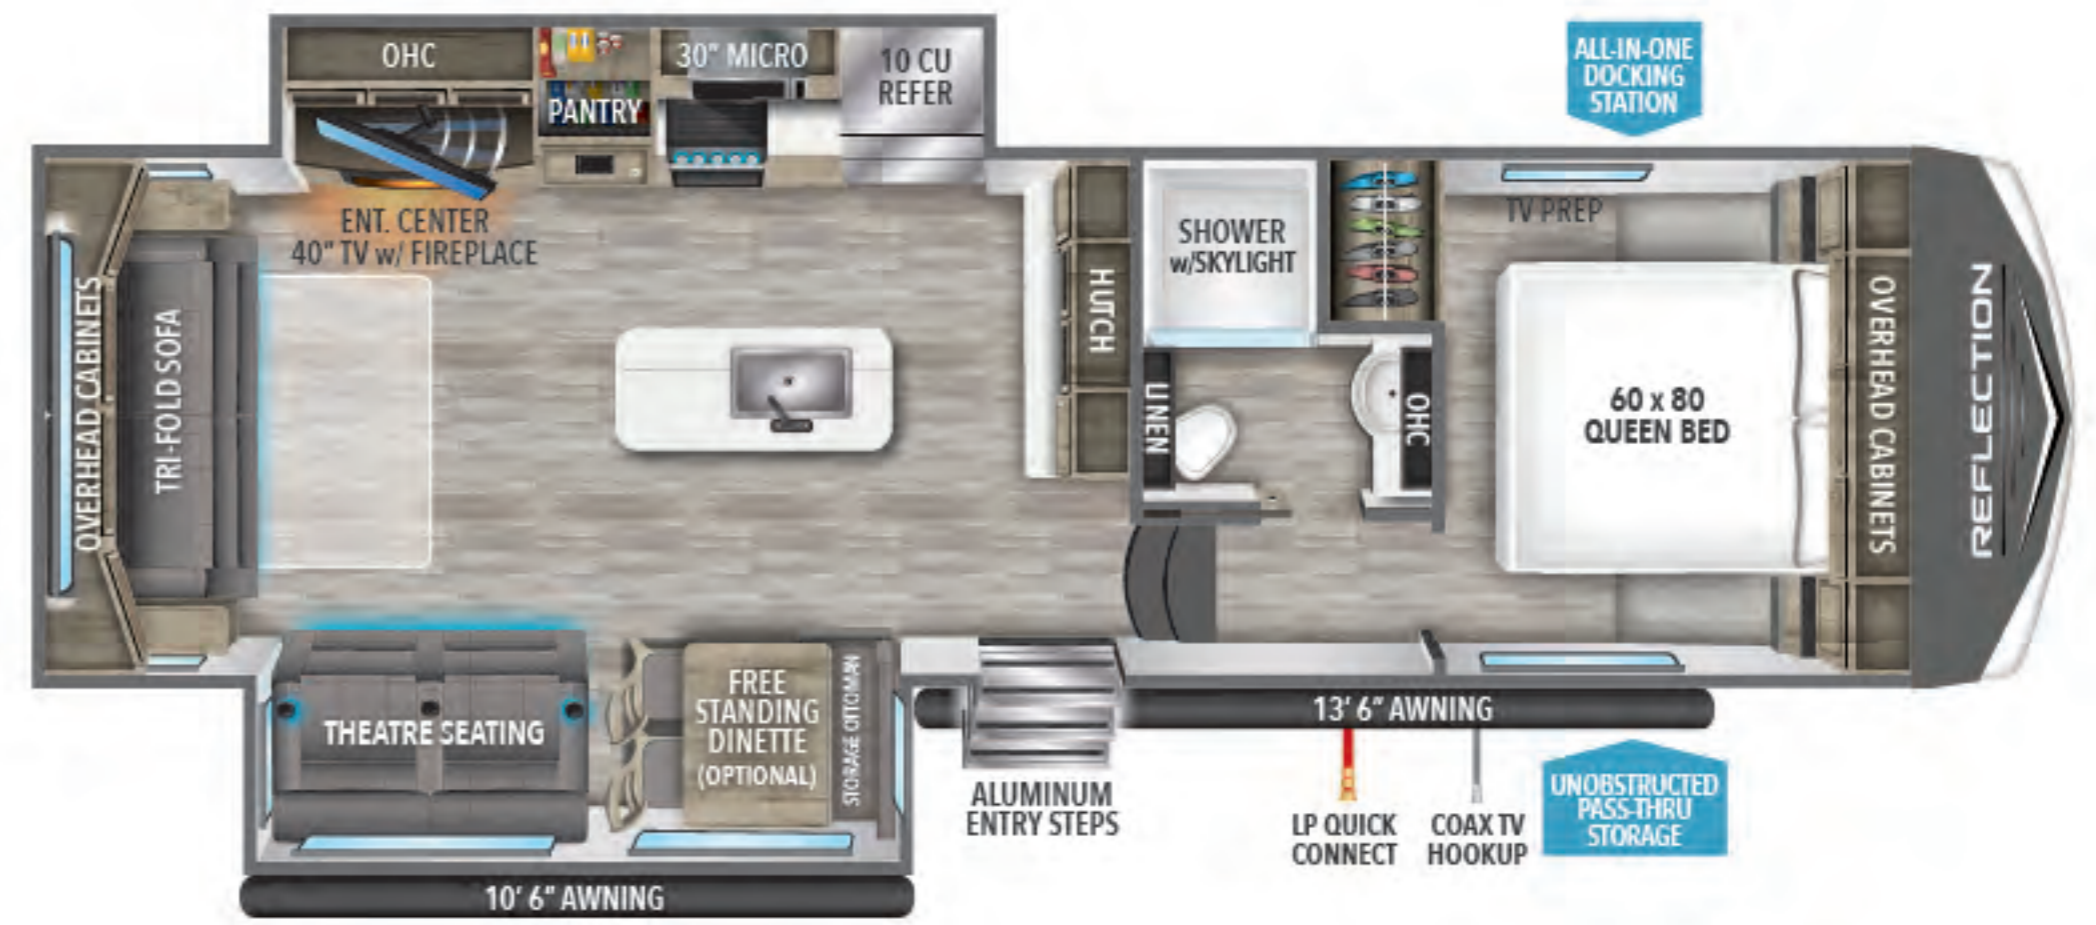 OHC
PANTRY
30" MICRO
10 CU
REFER
ALL-IN-ONE
DOCKING
STATION
ENT. CENTER
40" TV w/ FIREPLACE
OVERHEAD CABINETS
TRI-FOLD SOFA
HUTCH
SHOWER
w/SKYLIGHT
LINEN
OHC
TV PREP
60 x 80
QUEEN BED
OVERHEAD CABINETS
REFLECTION
THEATRE SEATING
FREE
STANDING
DINETTE
(OPTIONAL)
STORAGE OTTOMAN
10' 6" AWNING
ALUMINUM
ENTRY STEPS
13' 6" AWNING
LP QUICK
CONNECT
COAX TV
HOOKUP
UNOBSTRUCTED
PASS-THRU
STORAGE